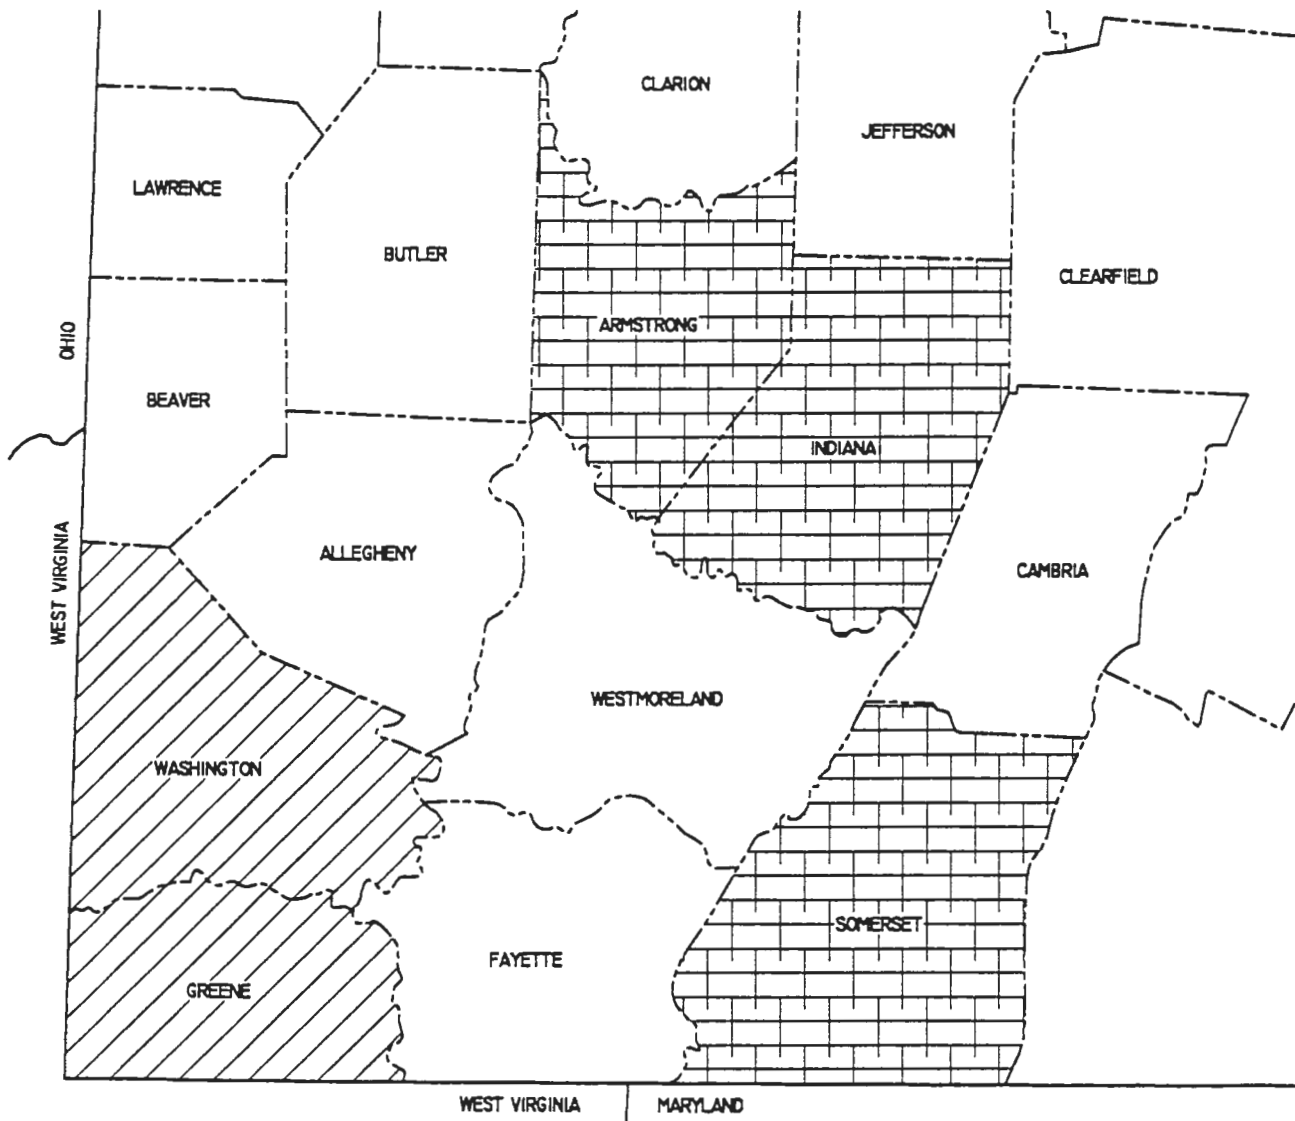 CLARION
JEFFERSON
LAWRENCE
BUTLER
CLEARFIELD
ARMSTRONG
OHIO
BEAVER
INDIANA
WEST VIRGINIA
ALLEGHENY
CAMBRIA
WESTMORELAND
WASHINGTON
SOMERSET
FAYETTE
GREENE
WEST VIRGINIA
MARYLAND